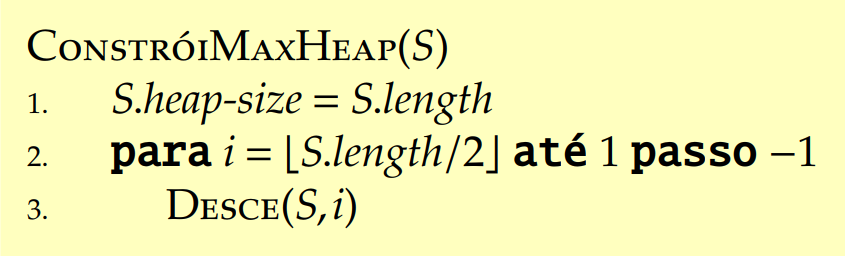 ConstróiMaxHeap(S)
1. S.heap-size = S.length
2. para i = ⌊S.length/2⌋ até 1 passo −1
3. Desce(S, i)